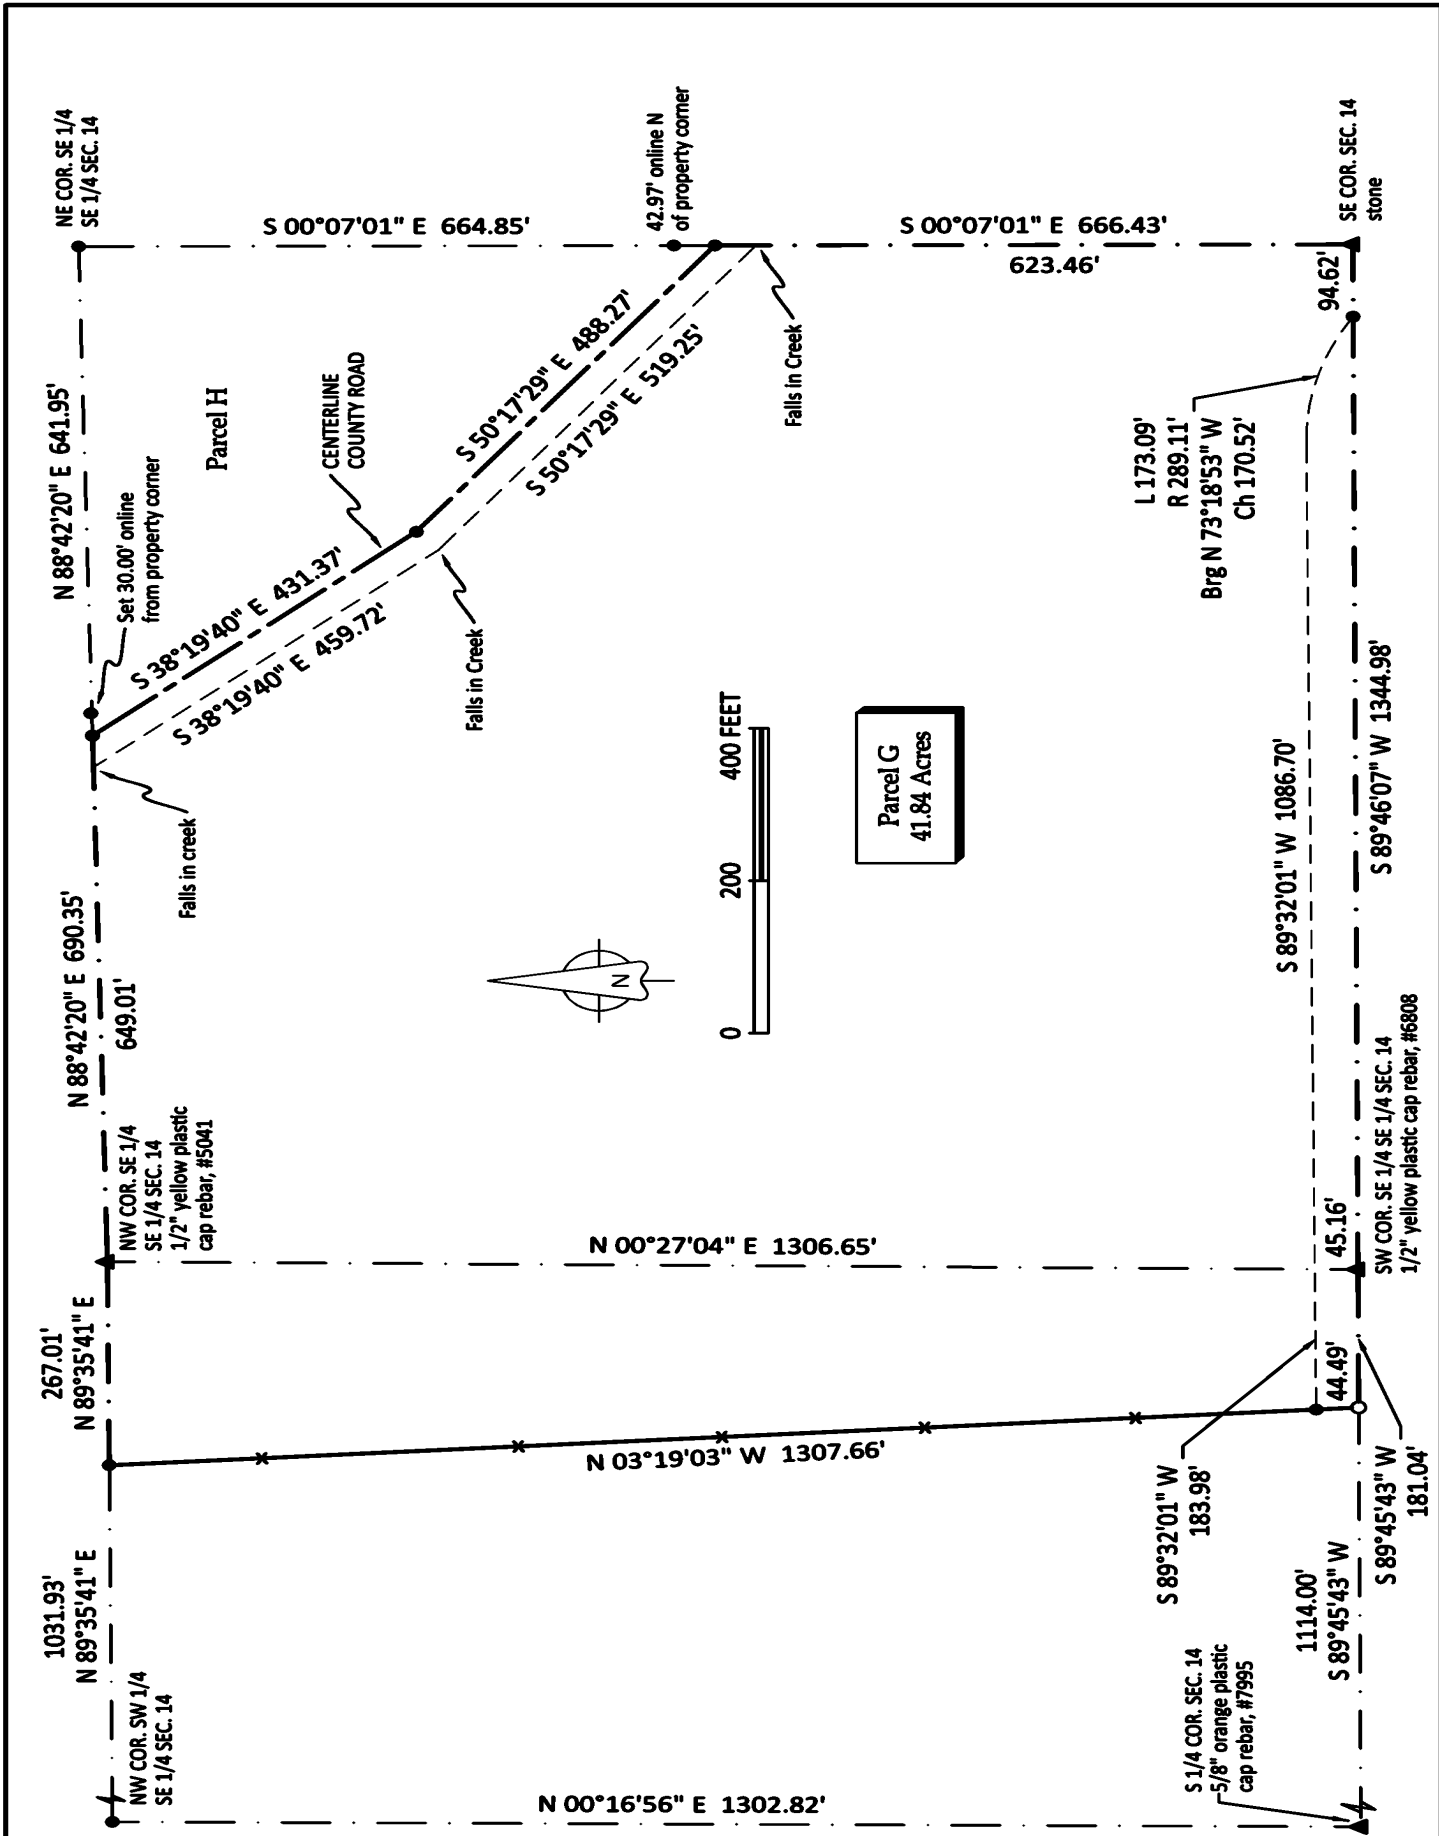 NE COR. SE 1/4
SE 1/4 SEC. 14
S 00°07'01" E 664.85'
42.97' online N
of property corner
S 00°07'01" E 666.43'
623.46'
SE COR. SEC. 14
stone
94.62'
N 88°42'20" E 641.95'
Parcel H
Set 30.00' online
from property corner
CENTERLINE
COUNTY ROAD
S 38°19'40" E 431.37'
S 38°19'40" E 459.72'
S 50°17'29" E 488.27'
S 50°17'29" E 519.25'
Falls in Creek
Falls in Creek
Falls in creek
L 173.09'
R 289.11'
Brg N 73°18'53" W
Ch 170.52'
N 88°42'20" E 690.35'
649.01'
N
0 200 400 FEET
Parcel G
41.84 Acres
S 89°32'01" W 1086.70'
S 89°46'07" W 1344.98'
NW COR. SE 1/4
SE 1/4 SEC. 14
1/2" yellow plastic
cap rebar, #5041
N 00°27'04" E 1306.65'
45.16'
SW COR. SE 1/4 SE 1/4 SEC. 14
1/2" yellow plastic cap rebar, #6808
267.01'
N 89°35'41" E
44.49'
N 03°19'03" W 1307.66'
S 89°32'01" W
183.98'
S 89°45'43" W
181.04'
1031.93'
N 89°35'41" E
1114.00'
S 89°45'43" W
NW COR. SW 1/4
SE 1/4 SEC. 14
N 00°16'56" E 1302.82'
S 1/4 COR. SEC. 14
5/8" orange plastic
cap rebar, #7995